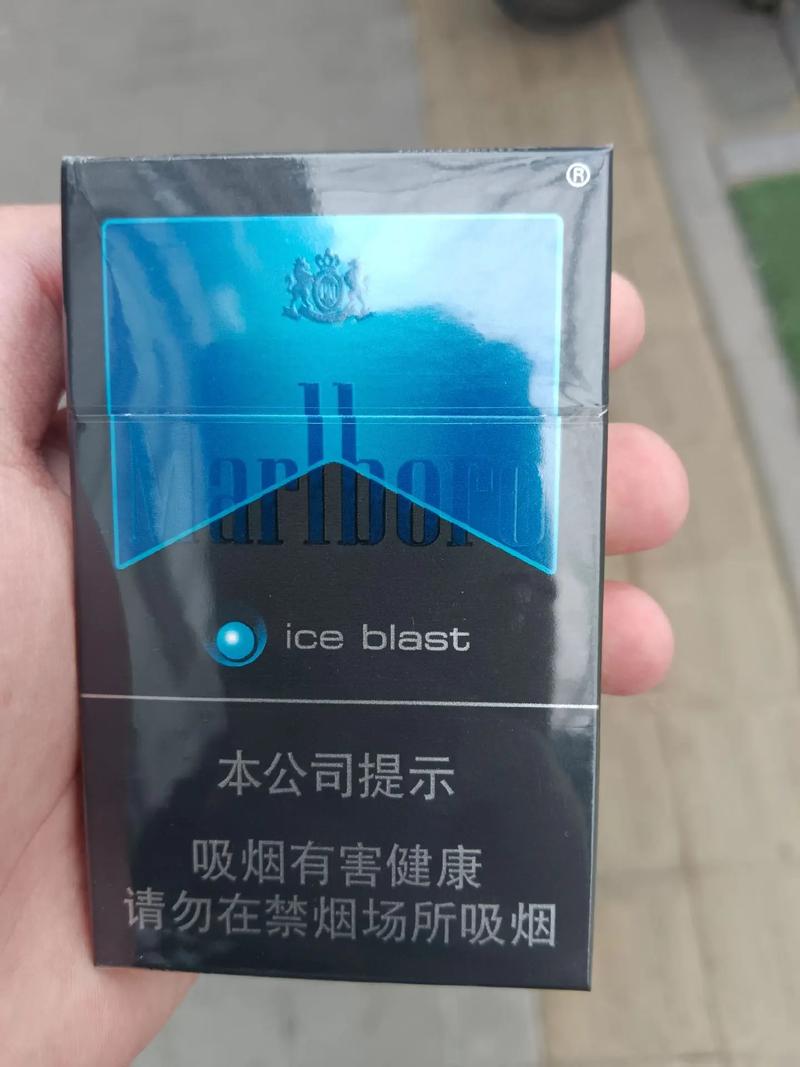 ®
Marlboro
ice blast
本公司提示
吸烟有害健康
请勿在禁烟场所吸烟